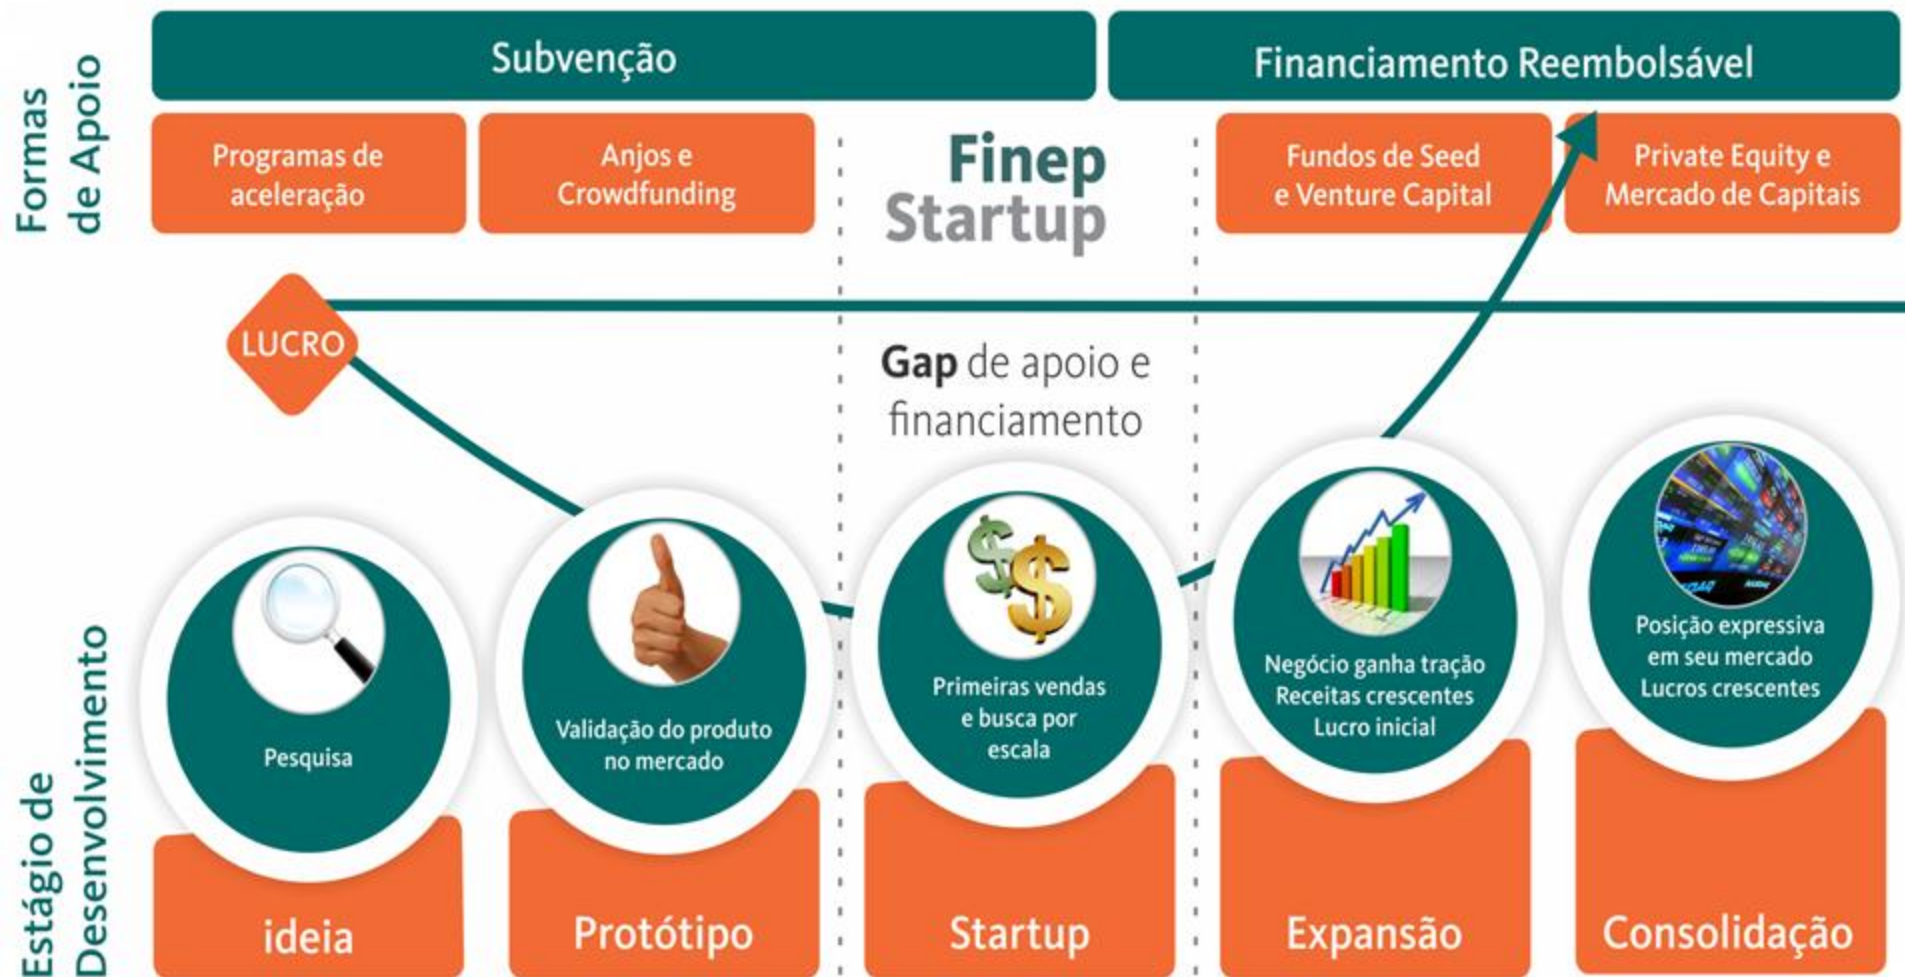 Formas
de Apoio
Subvenção
Financiamento Reembolsável
Programas de
aceleração
Anjos e
Crowdfunding
Finep
Startup
Fundos de Seed
e Venture Capital
Private Equity e
Mercado de Capitais
LUCRO
Gap de apoio e
financiamento
Estágio de
Desenvolvimento
Pesquisa
Validação do produto
no mercado
Primeiras vendas
e busca por
escala
Negócio ganha tração
Receitas crescentes
Lucro inicial
Posição expressiva
em seu mercado
Lucros crescentes
ideia
Protótipo
Startup
Expansão
Consolidação